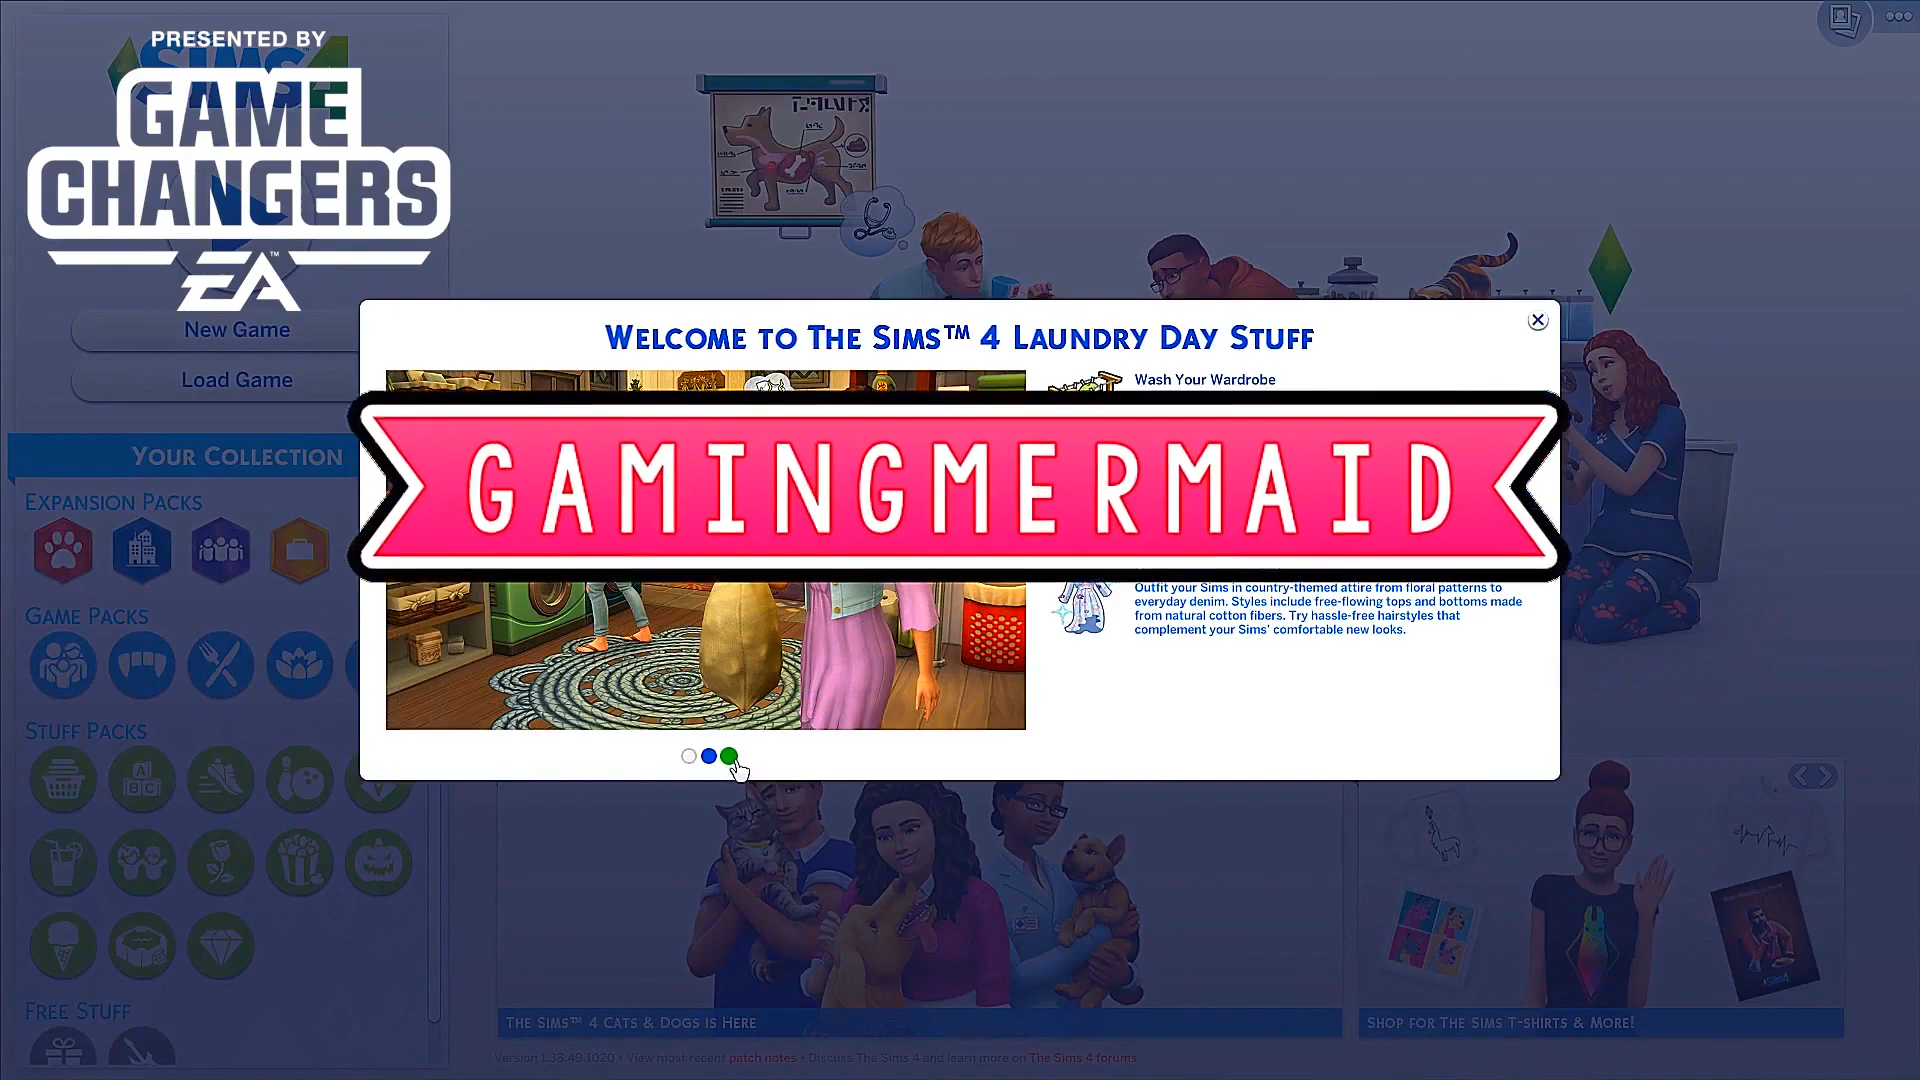 PRESENTED BY
GAME
CHANGERS
EA™
New Game
Load Game
YOUR COLLECTION
EXPANSION PACKS
GAME PACKS
STUFF PACKS
FREE STUFF
WELCOME TO THE SIMS™ 4 LAUNDRY DAY STUFF
Wash Your Wardrobe
GAMINGMERMAID
Outfit your Sims in country-themed attire from floral patterns to
everyday denim. Styles include free-flowing tops and bottoms made
from natural cotton fibers. Try hassle-free hairstyles that
complement your Sims' comfortable new looks.
THE SIMS™ 4 CATS & DOGS IS HERE
SHOP FOR THE SIMS T-SHIRTS & MORE!
Version 1.38.49.1020 • View most recent patch notes • Discuss The Sims 4 and learn more on The Sims 4 forums